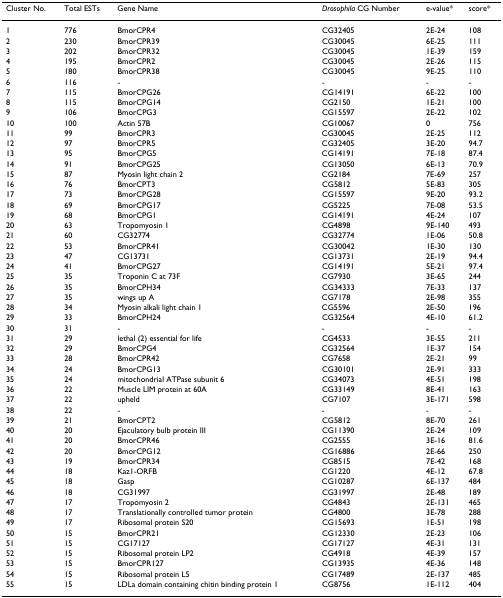 Cluster No. Total ESTs Gene Name Drosophila CG Number e-value* score*
1 776 BmorCPR4 CG32405 2E-24 108
2 230 BmorCPR39 CG30045 6E-25 111
3 202 BmorCPR32 CG30045 1E-39 159
4 195 BmorCPR2 CG30045 2E-26 115
5 180 BmorCPR38 CG30045 9E-25 110
6 116 - - - -
7 115 BmorCPG26 CG14191 6E-22 100
8 115 BmorCPG14 CG2150 1E-21 100
9 106 BmorCPG3 CG15597 2E-22 102
10 100 Actin 57B CG10067 0 756
11 99 BmorCPR3 CG30045 2E-25 112
12 97 BmorCPR5 CG32405 3E-20 94.7
13 95 BmorCPG5 CG14191 7E-18 87.4
14 91 BmorCPG25 CG13050 6E-13 70.9
15 87 Myosin light chain 2 CG2184 7E-69 257
16 76 BmorCPT3 CG5812 5E-83 305
17 73 BmorCPG28 CG15597 9E-20 93.2
18 69 BmorCPG17 CG5225 7E-08 53.5
19 68 BmorCPG1 CG14191 4E-24 107
20 63 Tropomyosin 1 CG4898 9E-140 493
21 60 CG32774 CG32774 1E-06 50.8
22 53 BmorCPR41 CG30042 1E-30 130
23 47 CG13731 CG13731 2E-19 94.4
24 41 BmorCPG27 CG14191 5E-21 97.4
25 35 Troponin C at 73F CG7930 3E-65 244
26 35 BmorCPH34 CG34333 7E-33 137
27 35 wings up A CG7178 2E-98 355
28 34 Myosin alkali light chain 1 CG5596 2E-50 196
29 33 BmorCPH24 CG32564 4E-10 61.2
30 31 - - - -
31 29 lethal (2) essential for life CG4533 3E-55 211
32 29 BmorCPG4 CG32564 1E-37 154
33 28 BmorCPR42 CG7658 2E-21 99
34 24 BmorCPG13 CG30101 2E-91 333
35 24 mitochondrial ATPase subunit 6 CG34073 4E-51 198
36 22 Muscle LIM protein at 60A CG33149 8E-41 163
37 22 upheld CG7107 3E-171 598
38 22 - - - -
39 21 BmorCPT2 CG5812 8E-70 261
40 20 Ejaculatory bulb protein III CG11390 2E-24 109
41 20 BmorCPR46 CG2555 3E-16 81.6
42 20 BmorCPG12 CG16886 2E-66 250
43 19 BmorCPR34 CG8515 7E-42 168
44 18 Kaz1-ORFB CG1220 4E-12 67.8
45 18 Gasp CG10287 6E-137 484
46 18 CG31997 CG31997 2E-48 189
47 17 Tropomyosin 2 CG4843 2E-131 465
48 17 Translationally controlled tumor protein CG4800 3E-78 288
49 17 Ribosomal protein S20 CG15693 1E-51 198
50 15 BmorCPR21 CG12330 2E-23 106
51 15 CG17127 CG17127 4E-31 131
52 15 Ribosomal protein LP2 CG4918 4E-39 157
53 15 BmorCPR127 CG13935 4E-36 148
54 15 Ribosomal protein L5 CG17489 2E-137 485
55 15 LDLa domain containing chitin binding protein 1 CG8756 1E-112 404